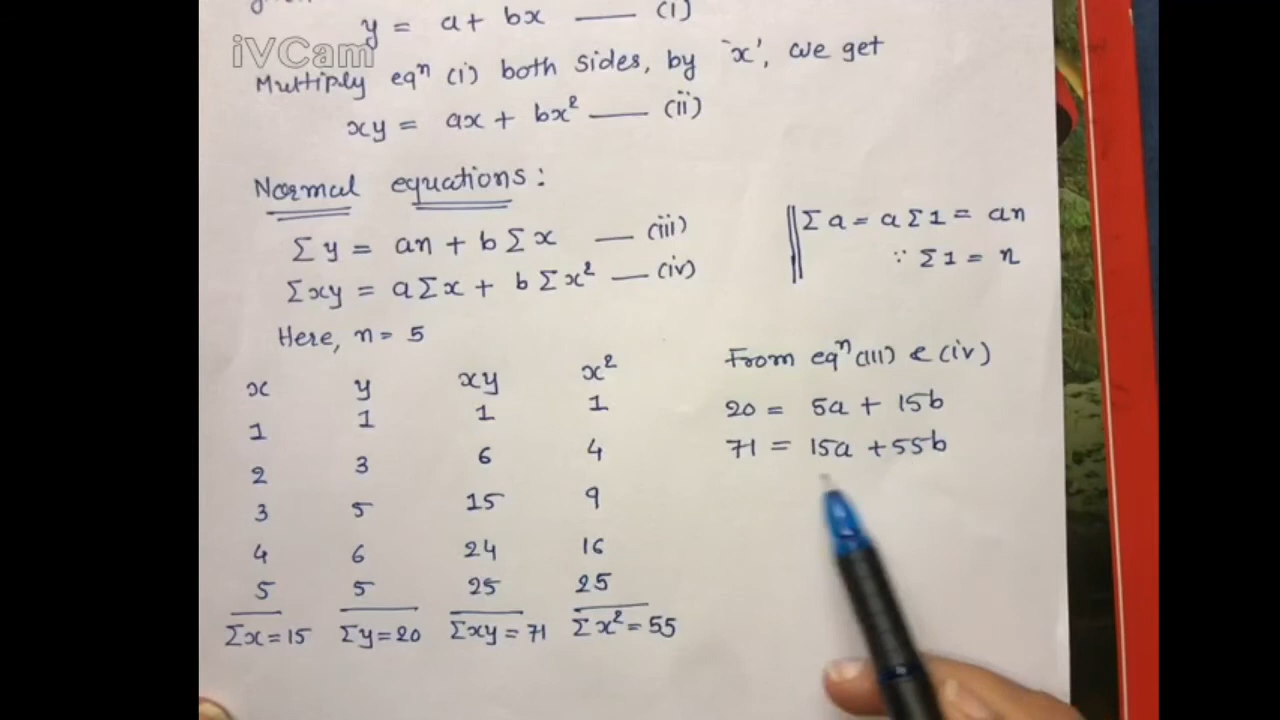 y = a + bx —— (i)
iVCam
Multiply eqⁿ (i) both sides, by 'x', we get
xy = ax + bx² —— (ii)
Normal equations :
Σy = an + bΣx — (iii)
Σxy = aΣx + bΣx² — (iv)
Σa = aΣ1 = an
∵ Σ1 = n
Here, n = 5
x y xy x²
1 1 1 1
2 3 6 4
3 5 15 9
4 6 24 16
5 5 25 25
Σx = 15 Σy = 20 Σxy = 71 Σx² = 55
From eqⁿ (III) & (iv)
20 = 5a + 15b
71 = 15a + 55b